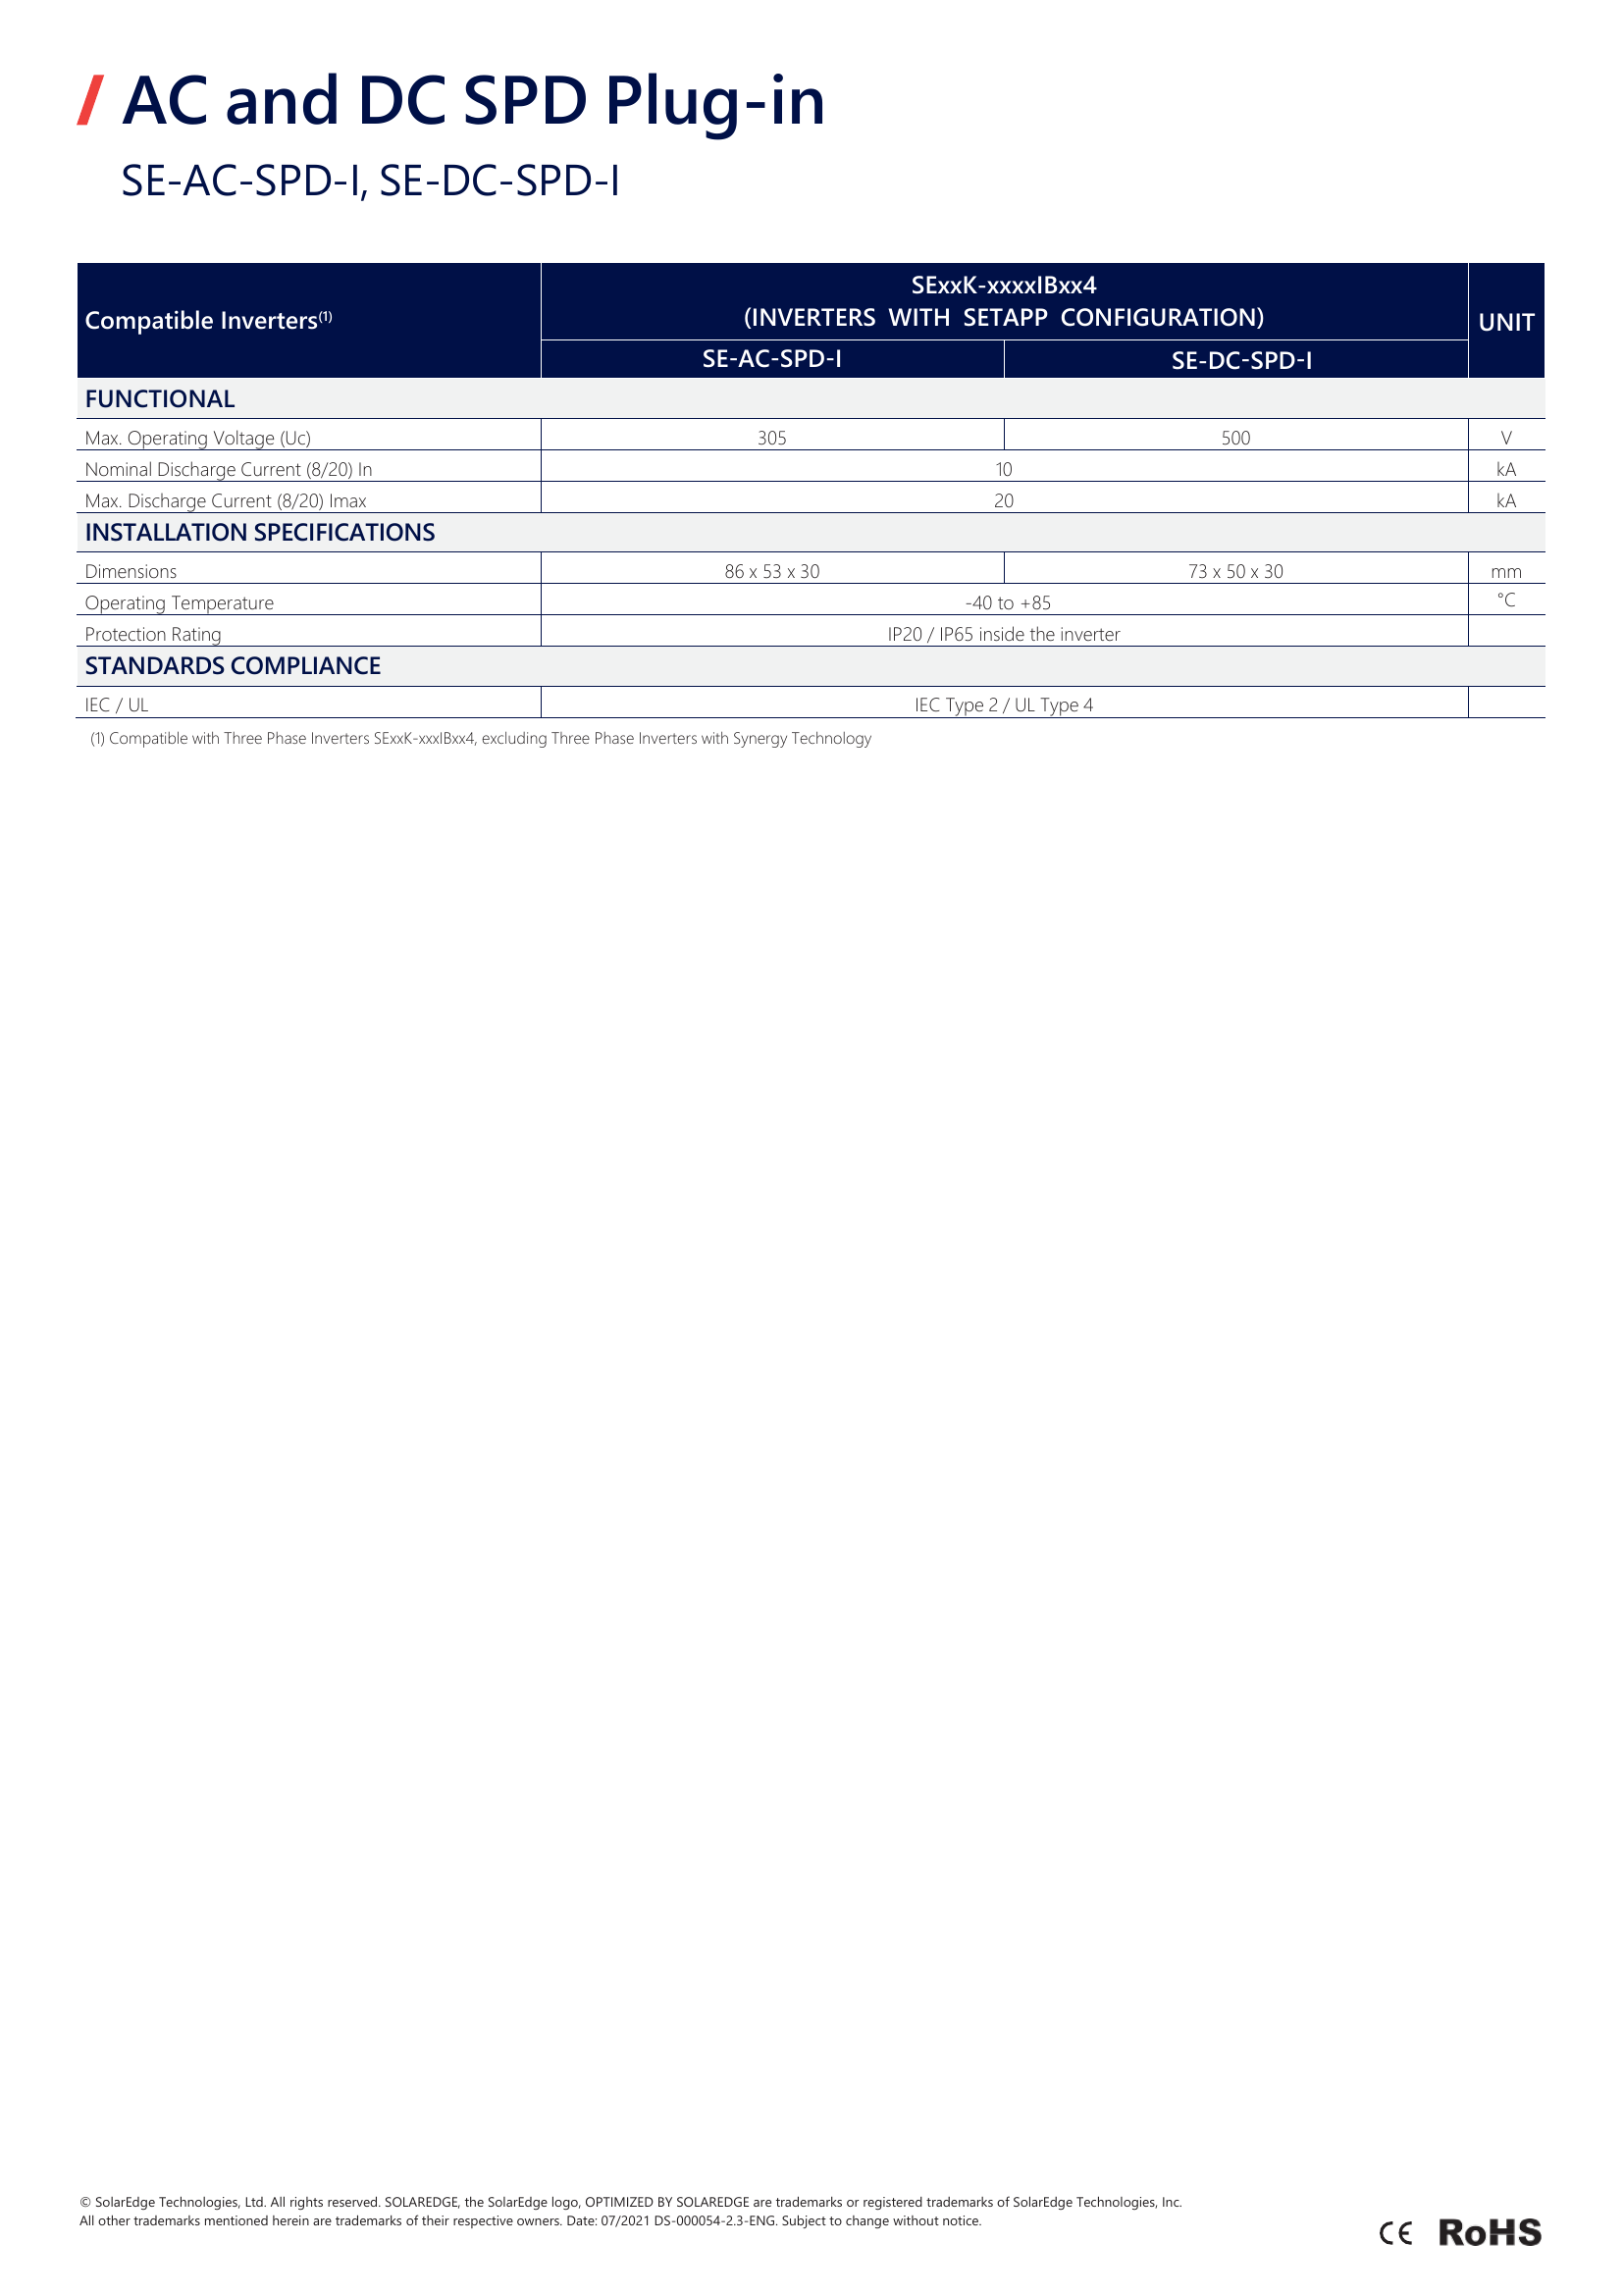 / AC and DC SPD Plug-in
SE-AC-SPD-I, SE-DC-SPD-I
Compatible Inverters(1)
SExxK-xxxxIBxx4
(INVERTERS WITH SETAPP CONFIGURATION)
UNIT
SE-AC-SPD-I SE-DC-SPD-I
FUNCTIONAL
Max. Operating Voltage (Uc) 305 500 V
Nominal Discharge Current (8/20) In 10 kA
Max. Discharge Current (8/20) Imax 20 kA
INSTALLATION SPECIFICATIONS
Dimensions 86 x 53 x 30 73 x 50 x 30 mm
Operating Temperature -40 to +85 °C
Protection Rating IP20 / IP65 inside the inverter
STANDARDS COMPLIANCE
IEC / UL IEC Type 2 / UL Type 4
(1) Compatible with Three Phase Inverters SExxK-xxxIBxx4, excluding Three Phase Inverters with Synergy Technology
© SolarEdge Technologies, Ltd. All rights reserved. SOLAREDGE, the SolarEdge logo, OPTIMIZED BY SOLAREDGE are trademarks or registered trademarks of SolarEdge Technologies, Inc.
All other trademarks mentioned herein are trademarks of their respective owners. Date: 07/2021 DS-000054-2.3-ENG. Subject to change without notice.
CE RoHS